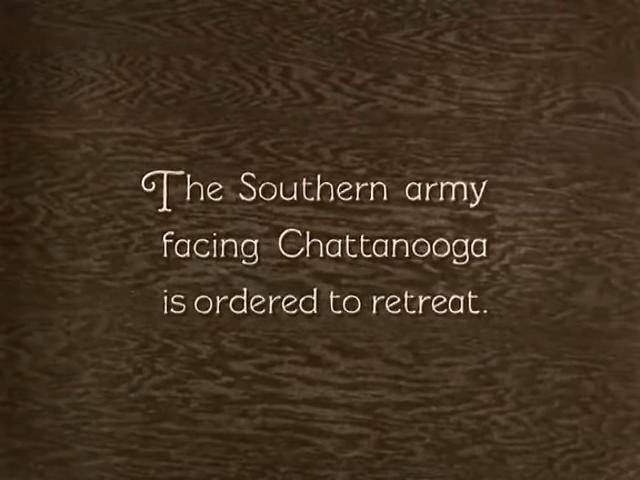 The Southern army
facing Chattanooga
is ordered to retreat.